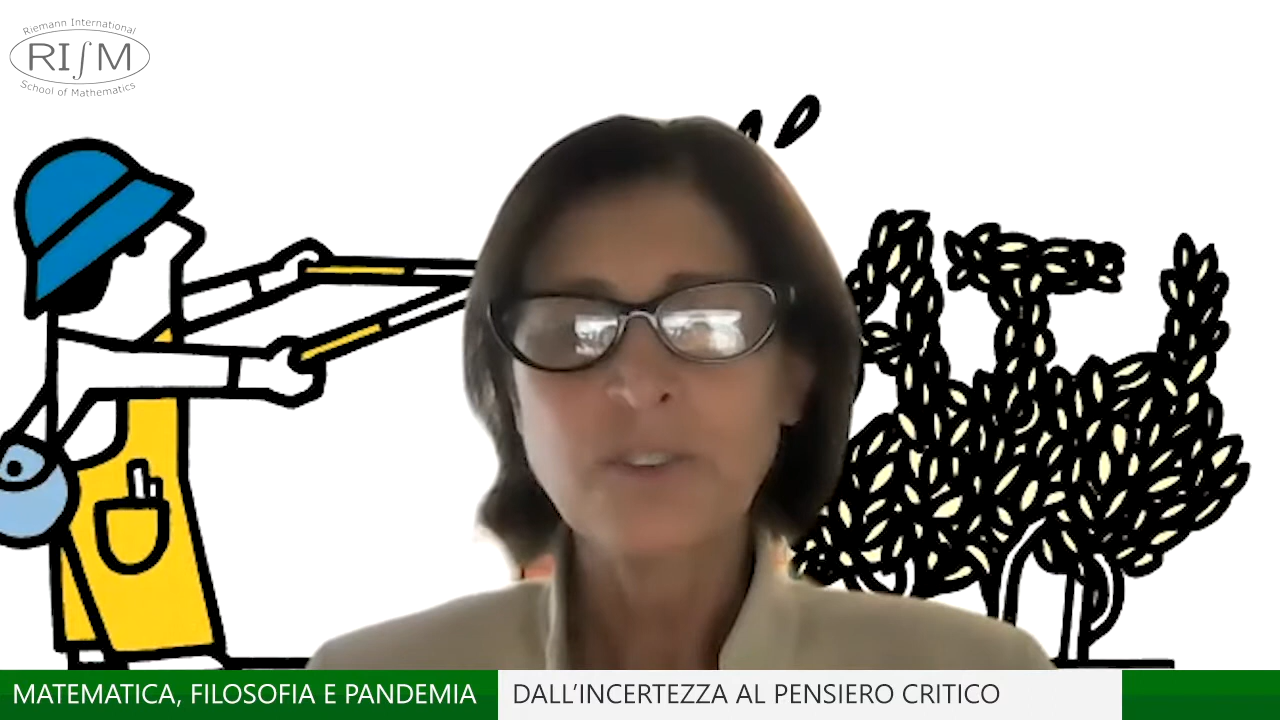 Riemann International
RI∫M
School of Mathematics
MATEMATICA, FILOSOFIA E PANDEMIA
DALL’INCERTEZZA AL PENSIERO CRITICO